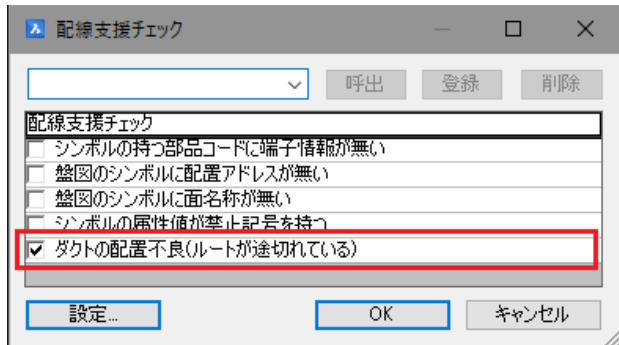 配線支援チェック
呼出 登録 削除
配線支援チェック
シンボルの持つ部品コードに端子情報が無い
盤図のシンボルに配置アドレスが無い
盤図のシンボルに面名称が無い
シンボルの属性値が禁止記号を持つ
ダクトの配置不良(ルートが途切れている)
設定... OK キャンセル